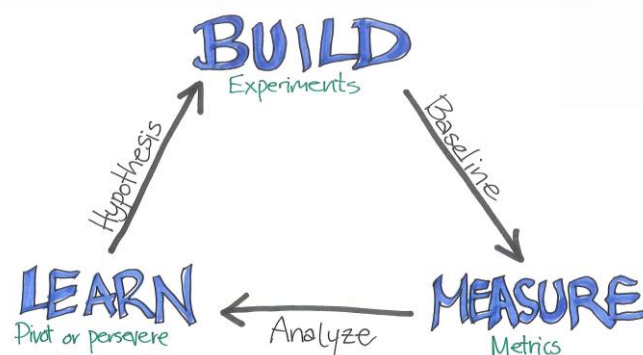 BUILD
Experiments
Hypothesis
Baseline
LEARN
Pivot or persevere
Analyze
MEASURE
Metrics